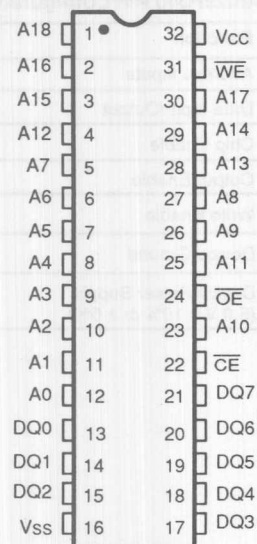 A18 1 32 Vcc
A16 2 31 WE
A15 3 30 A17
A12 4 29 A14
A7 5 28 A13
A6 6 27 A8
A5 7 26 A9
A4 8 25 A11
A3 9 24 OE
A2 10 23 A10
A1 11 22 CE
A0 12 21 DQ7
DQ0 13 20 DQ6
DQ1 14 19 DQ5
DQ2 15 18 DQ4
Vss 16 17 DQ3